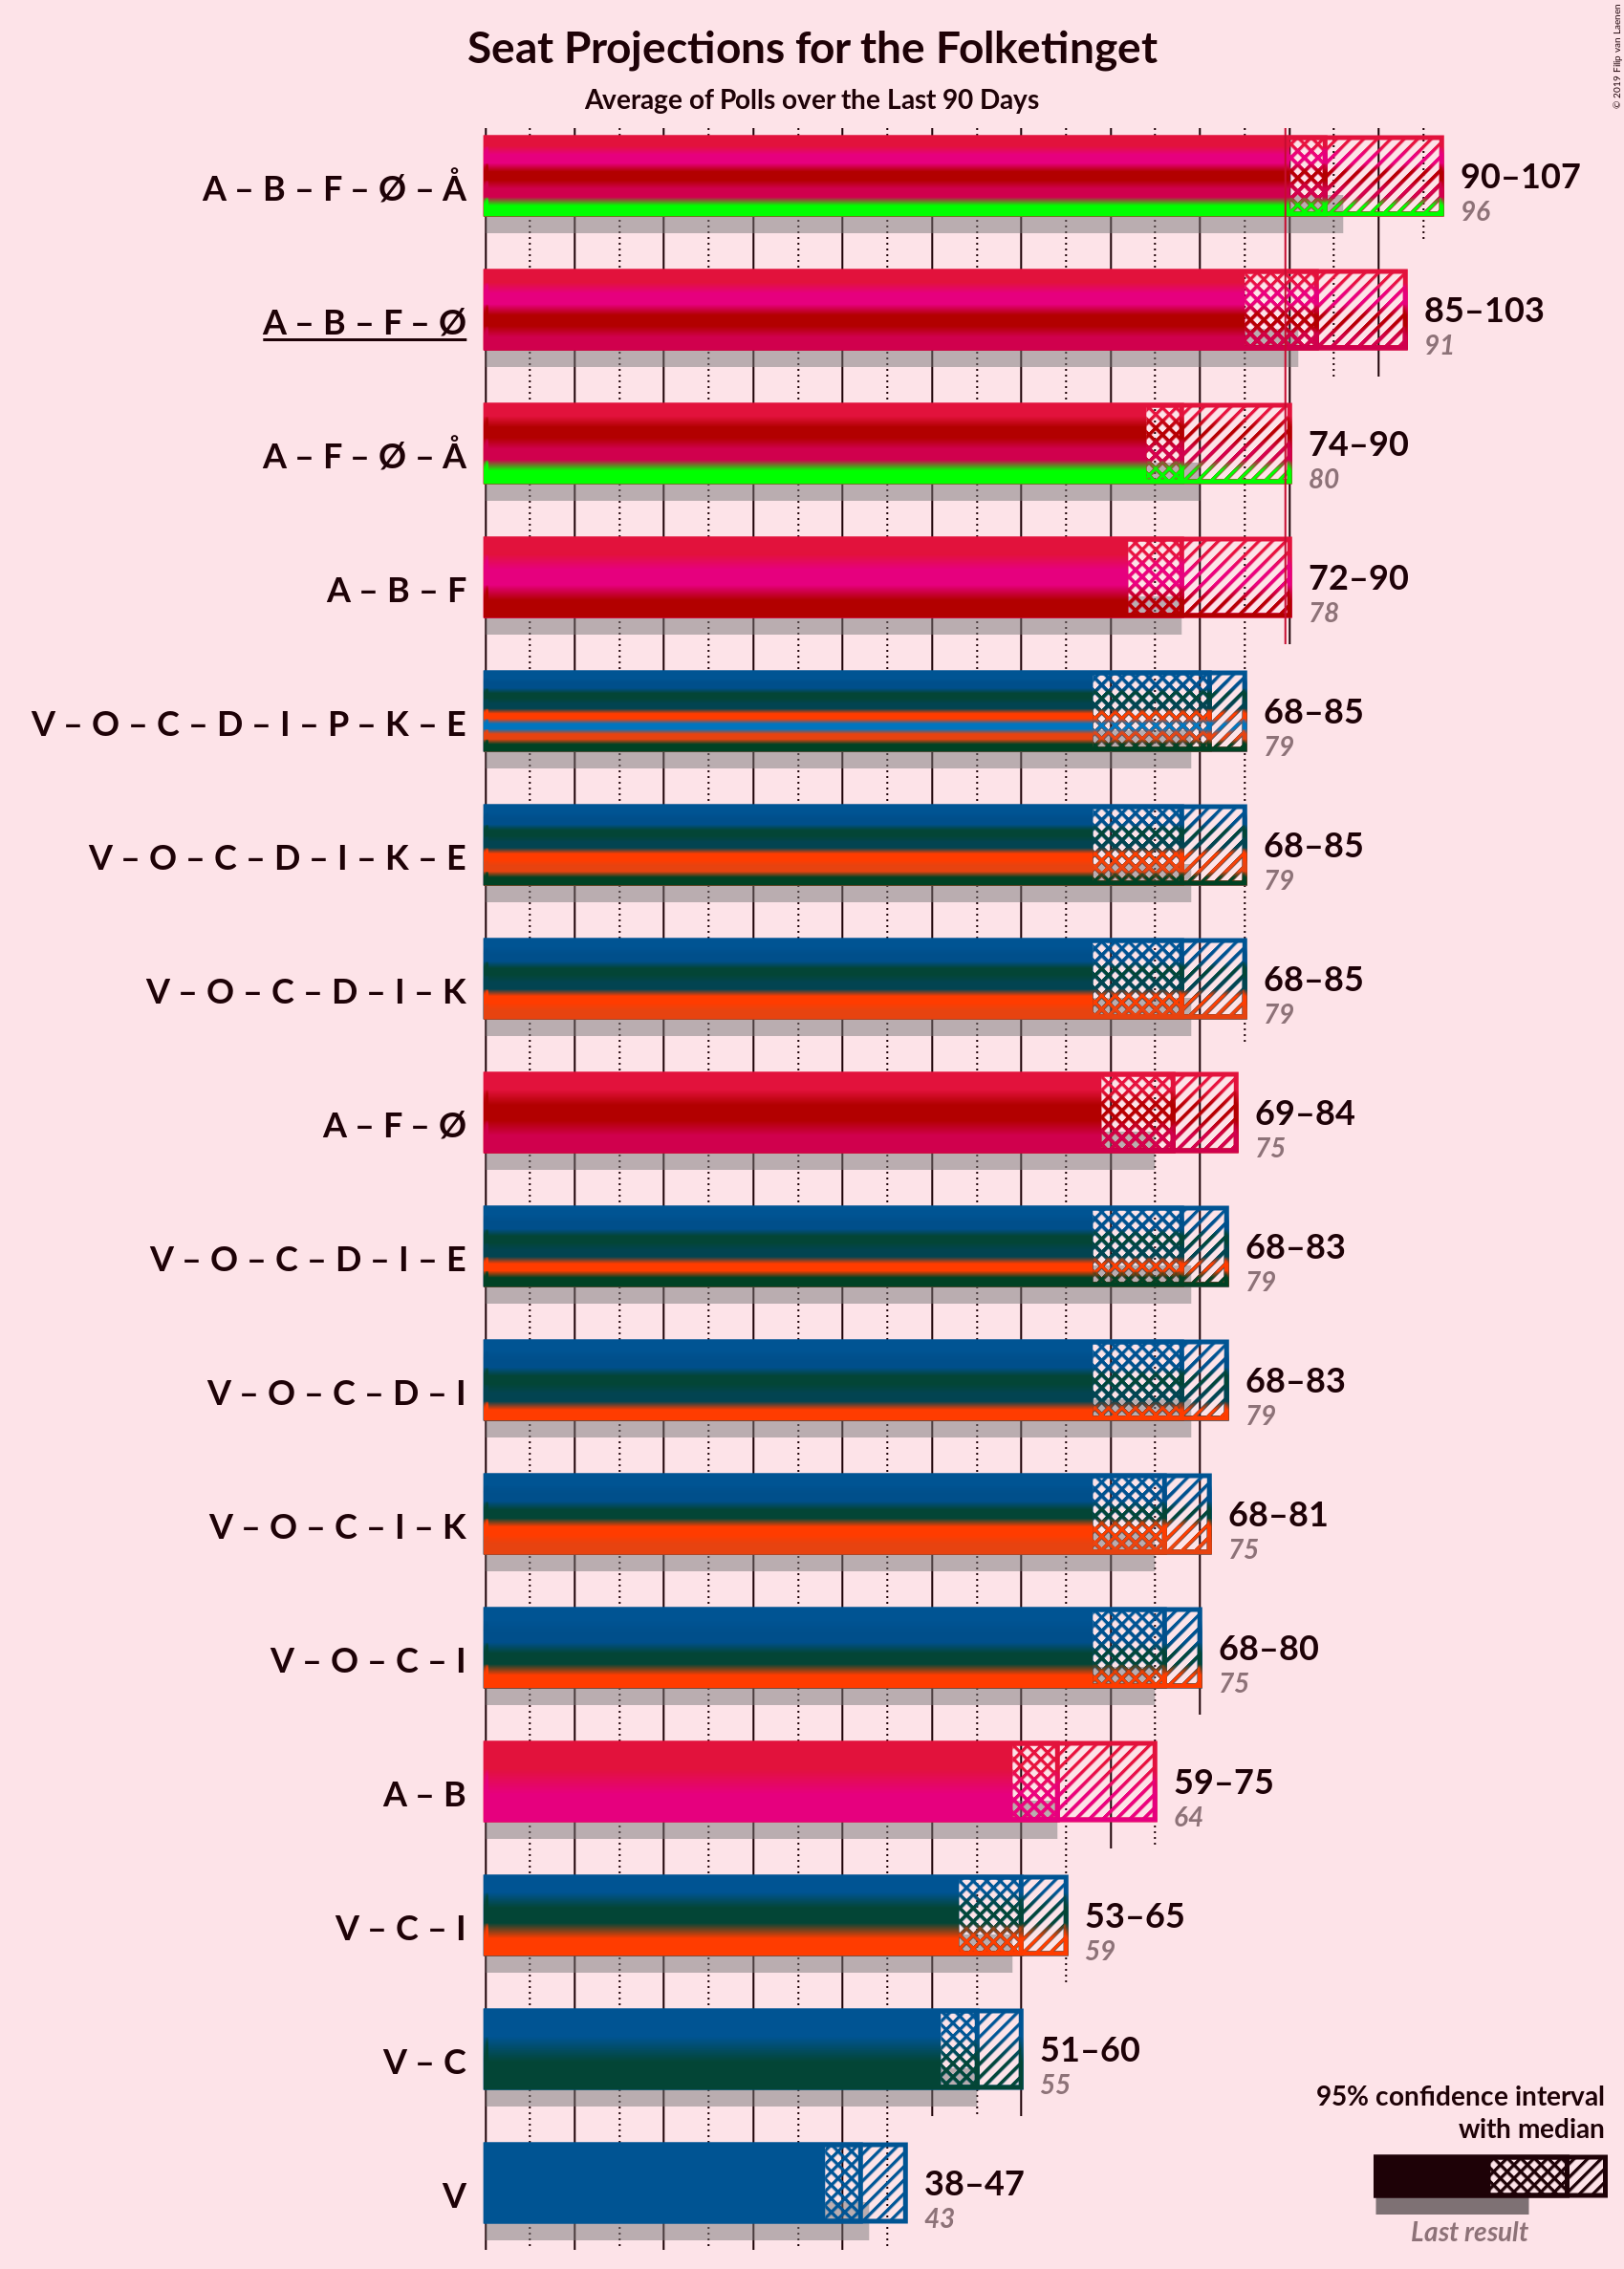 Seat Projections for the Folketinget
Average of Polls over the Last 90 Days
© 2019 Filip van Laenen
A – B – F – Ø – Å
90–107
96
A – B – F – Ø
85–103
91
A – F – Ø – Å
74–90
80
A – B – F
72–90
78
V – O – C – D – I – P – K – E
68–85
79
V – O – C – D – I – K – E
68–85
79
V – O – C – D – I – K
68–85
79
A – F – Ø
69–84
75
V – O – C – D – I – E
68–83
79
V – O – C – D – I
68–83
79
V – O – C – I – K
68–81
75
V – O – C – I
68–80
75
A – B
59–75
64
V – C – I
53–65
59
V – C
51–60
55
V
38–47
43
95% confidence interval
with median
Last result